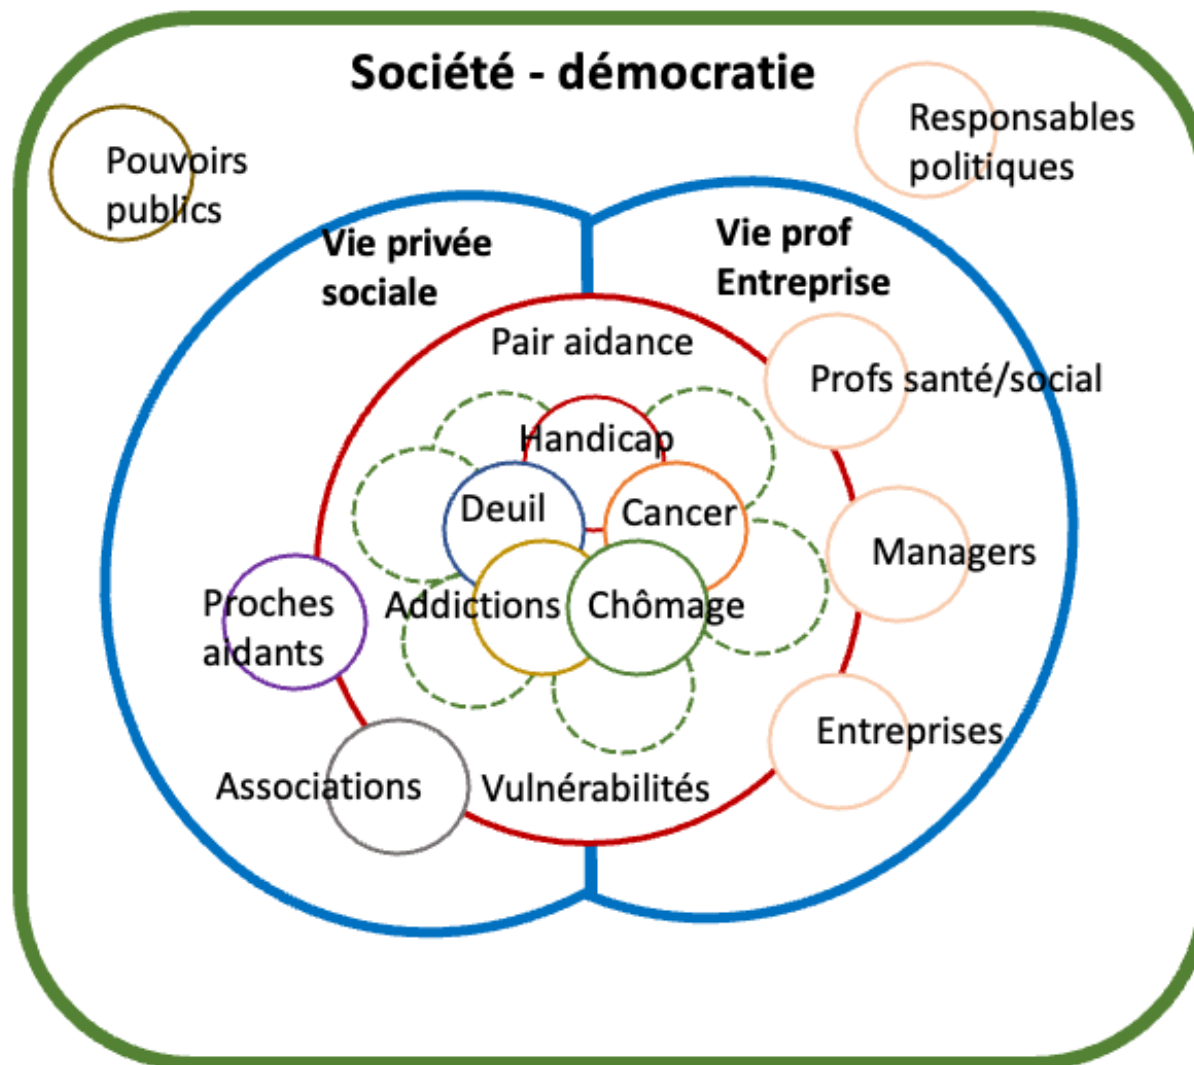 Société - démocratie
Pouvoirs
publics
Responsables
politiques
Vie privée
sociale
Vie prof
Entreprise
Pair aidance
Profs santé/social
Handicap
Deuil
Cancer
Managers
Proches
aidants
Addictions
Chômage
Entreprises
Associations
Vulnérabilités